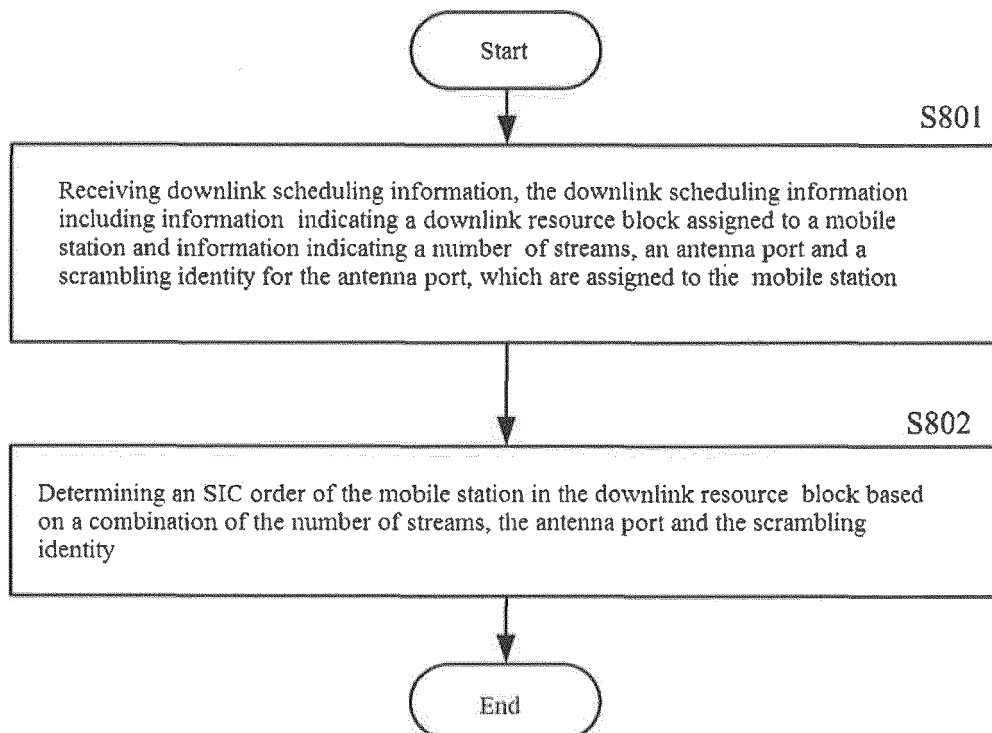 Start
S801
Receiving downlink scheduling information, the downlink scheduling information
including information indicating a downlink resource block assigned to a mobile
station and information indicating a number of streams, an antenna port and a
scrambling identity for the antenna port, which are assigned to the mobile station
S802
Determining an SIC order of the mobile station in the downlink resource block based
on a combination of the number of streams, the antenna port and the scrambling
identity
End